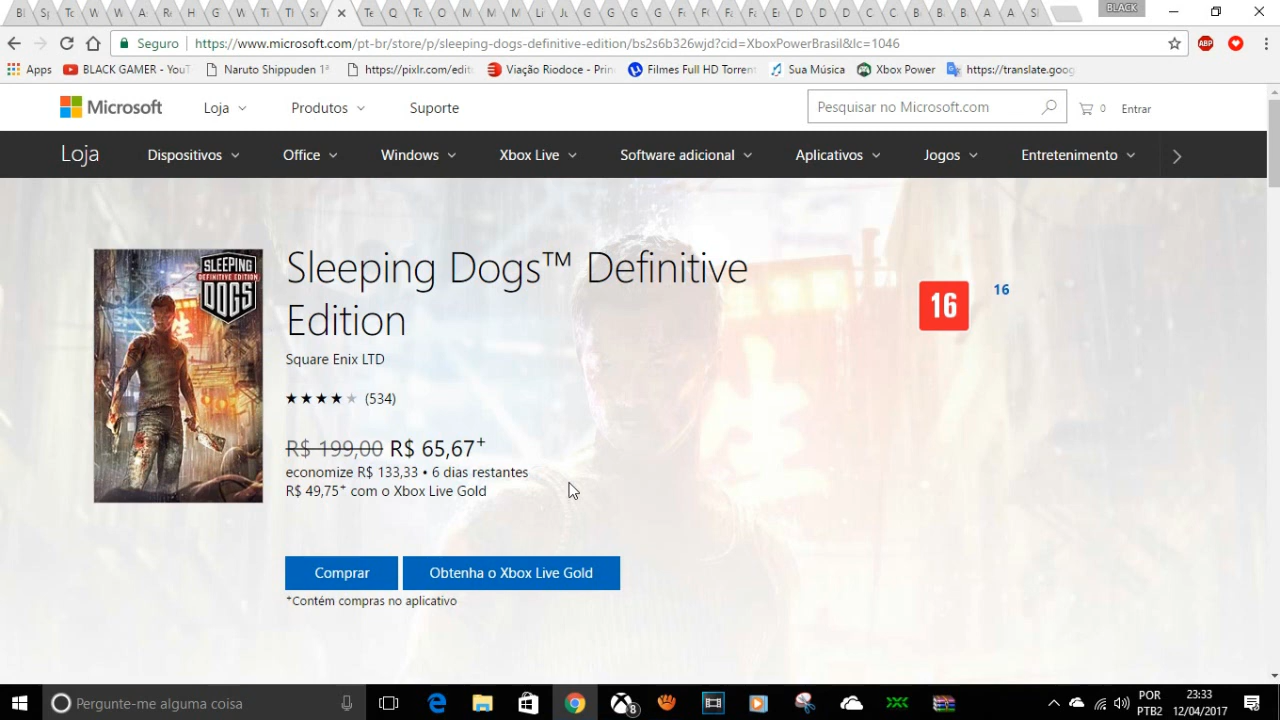 BLACK
Seguro
https://www.microsoft.com/pt-br/store/p/sleeping-dogs-definitive-edition/bs2s6b326wjd?cid=XboxPowerBrasil&lc=1046
ABP
Apps
BLACK GAMER - YouT
Naruto Shippuden 1ª
https://pixlr.com/edit
Viação Riodoce - Prin
Filmes Full HD Torrent
Sua Música
Xbox Power
https://translate.goog
Microsoft
Loja
Produtos
Suporte
Pesquisar no Microsoft.com
0
Entrar
Loja
Dispositivos
Office
Windows
Xbox Live
Software adicional
Aplicativos
Jogos
Entretenimento
SLEEPING
DEFINITIVE EDITION
DOGS
生
Sleeping Dogs™ Definitive
Edition
16
16
Square Enix LTD
★★★★★ (534)
R$ 199,00 R$ 65,67+
economize R$ 133,33 • 6 dias restantes
R$ 49,75+ com o Xbox Live Gold
Comprar
Obtenha o Xbox Live Gold
+Contém compras no aplicativo
Pergunte-me alguma coisa
8
POR
PTB2
23:33
12/04/2017